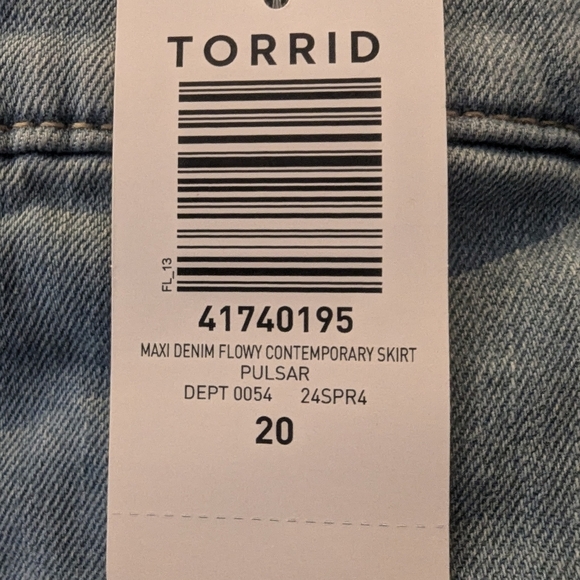 TORRID
FL_13
41740195
MAXI DENIM FLOWY CONTEMPORARY SKIRT
PULSAR
DEPT 0054 24SPR4
20